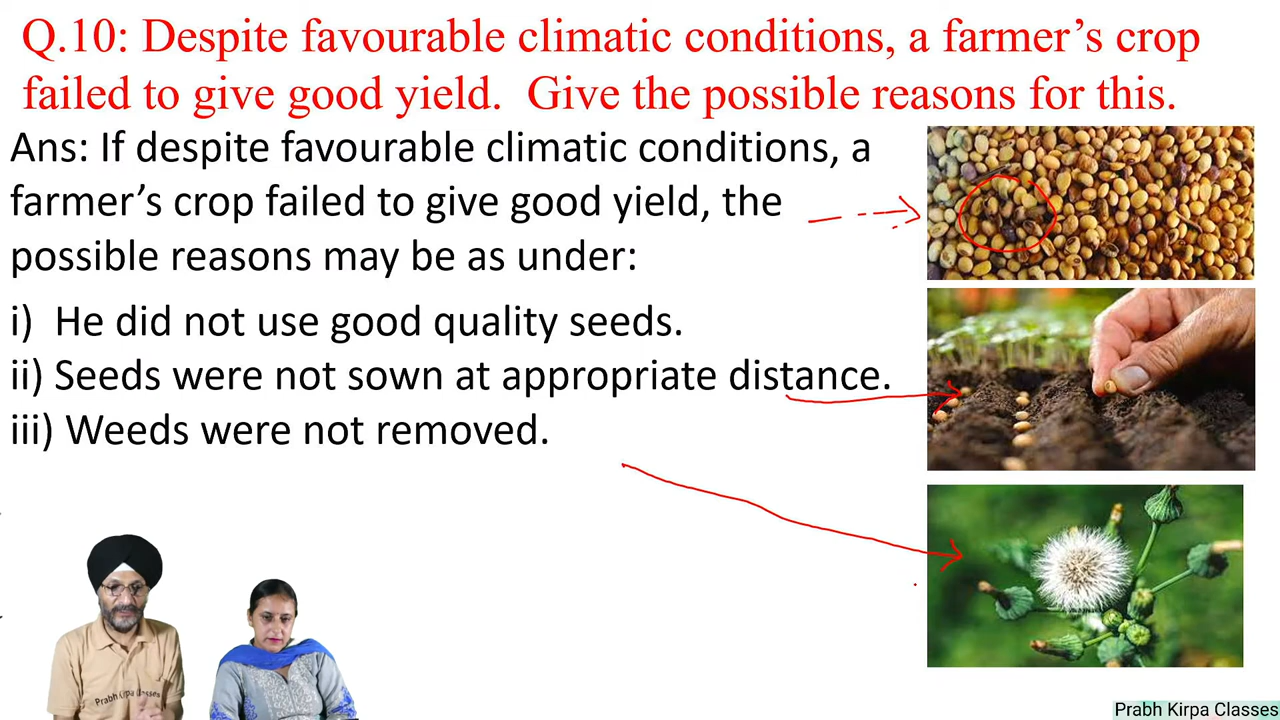 Q.10: Despite favourable climatic conditions, a farmer’s crop
failed to give good yield.  Give the possible reasons for this.
Ans: If despite favourable climatic conditions, a
farmer’s crop failed to give good yield, the
possible reasons may be as under:
i)  He did not use good quality seeds.
ii) Seeds were not sown at appropriate distance.
iii) Weeds were not removed.
Prabh Kirpa Classes
Prabh Kirpa Classes